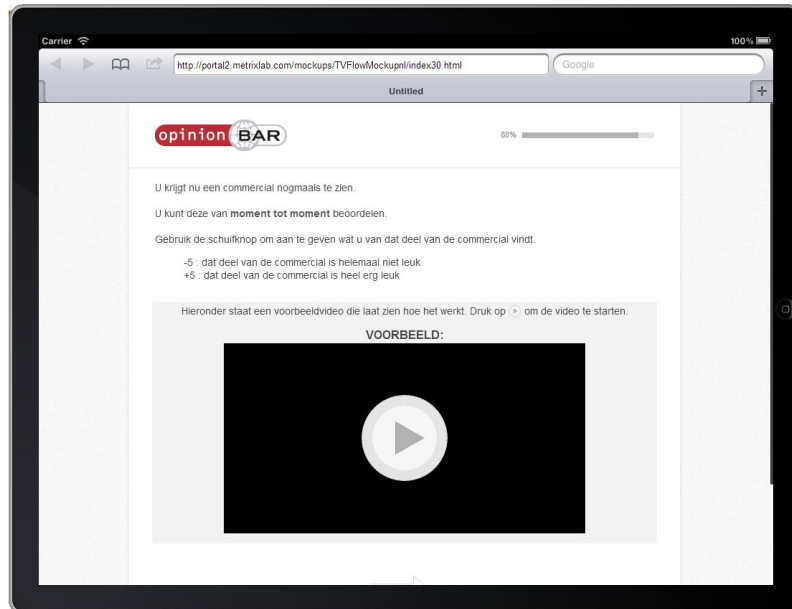 Carrier
100%
http://portal2.metrixlab.com/mockups/TVFlowMockupnl/index30.html
Google
Untitled
opinion BAR
88%
U krijgt nu een commercial nogmaals te zien.
U kunt deze van moment tot moment beoordelen.
Gebruik de schuifknop om aan te geven wat u van dat deel van de commercial vindt.
-5 : dat deel van de commercial is helemaal niet leuk
+5 : dat deel van de commercial is heel erg leuk
Hieronder staat een voorbeeldvideo die laat zien hoe het werkt. Druk op om de video te starten.
VOORBEELD: